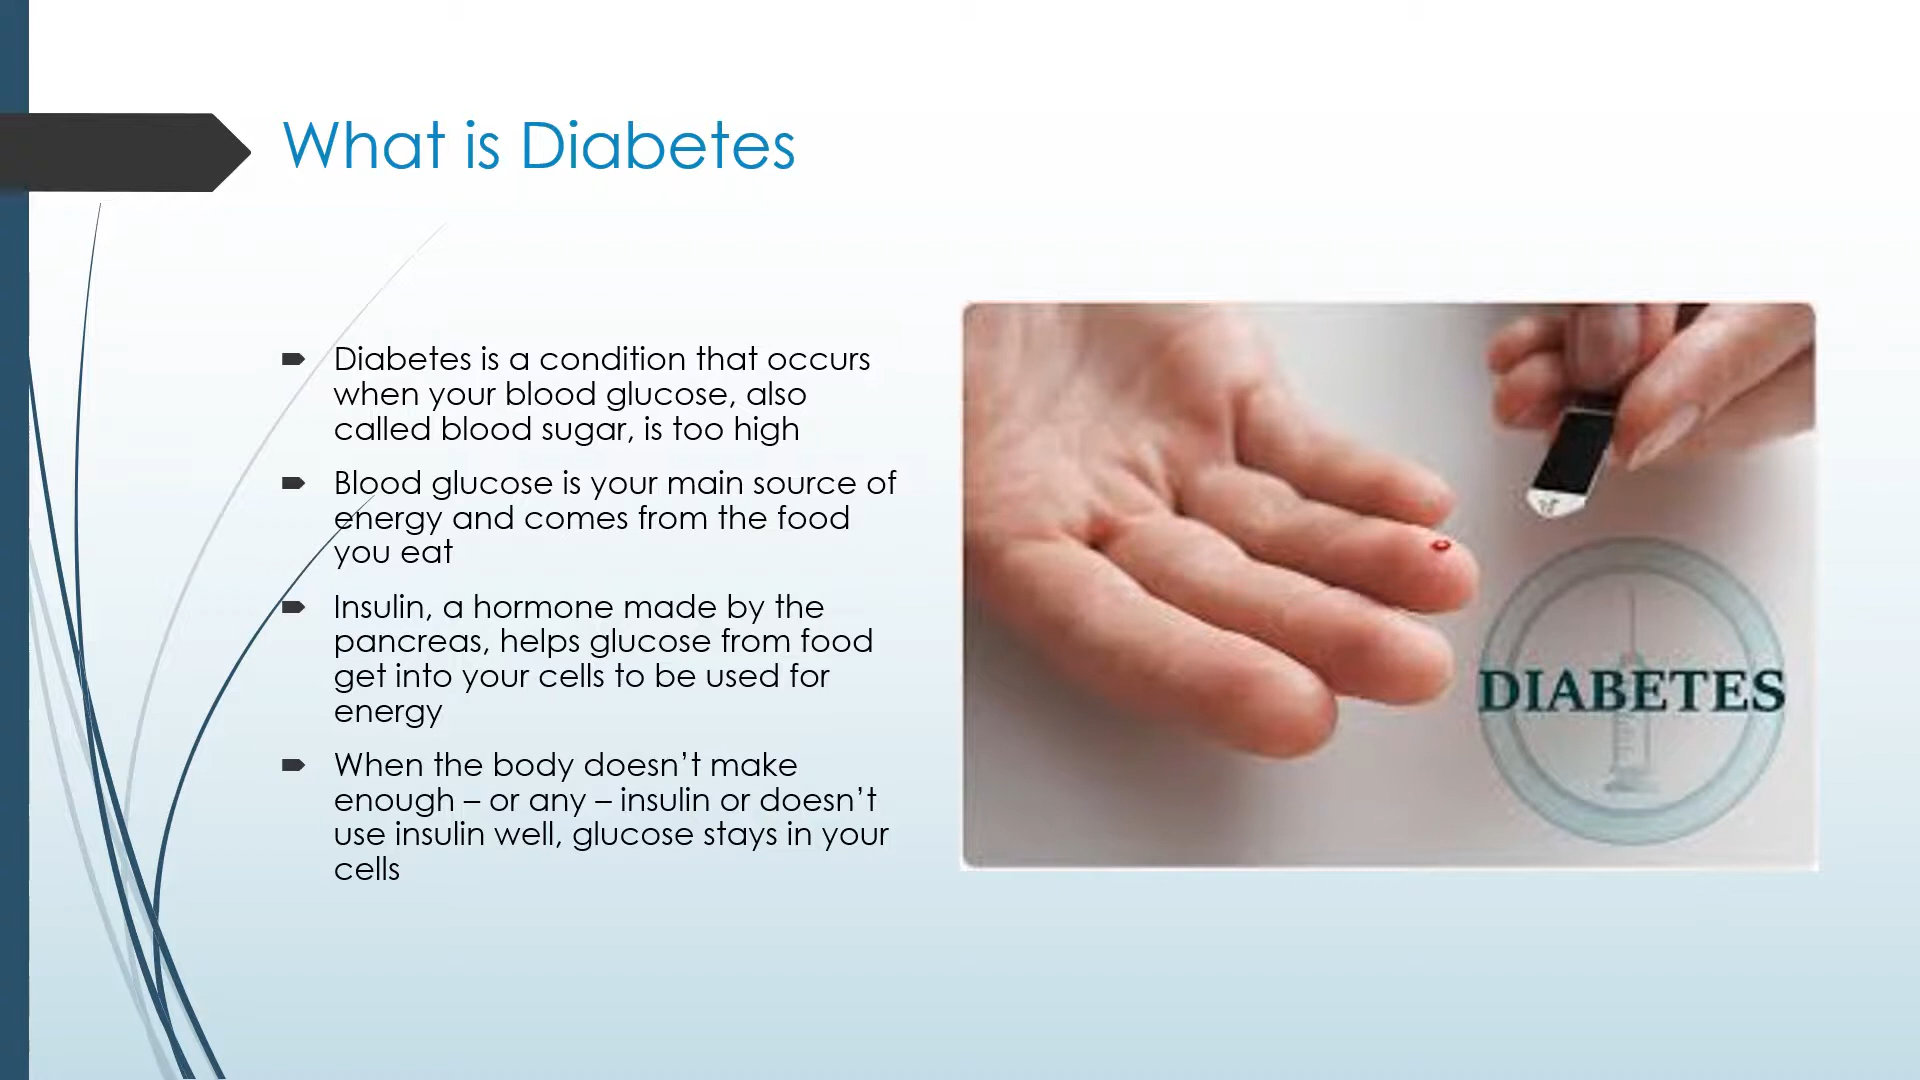 What is Diabetes
Diabetes is a condition that occurs
when your blood glucose, also
called blood sugar, is too high
Blood glucose is your main source of
energy and comes from the food
you eat
Insulin, a hormone made by the
pancreas, helps glucose from food
get into your cells to be used for
energy
When the body doesn’t make
enough – or any – insulin or doesn’t
use insulin well, glucose stays in your
cells
DIABETES